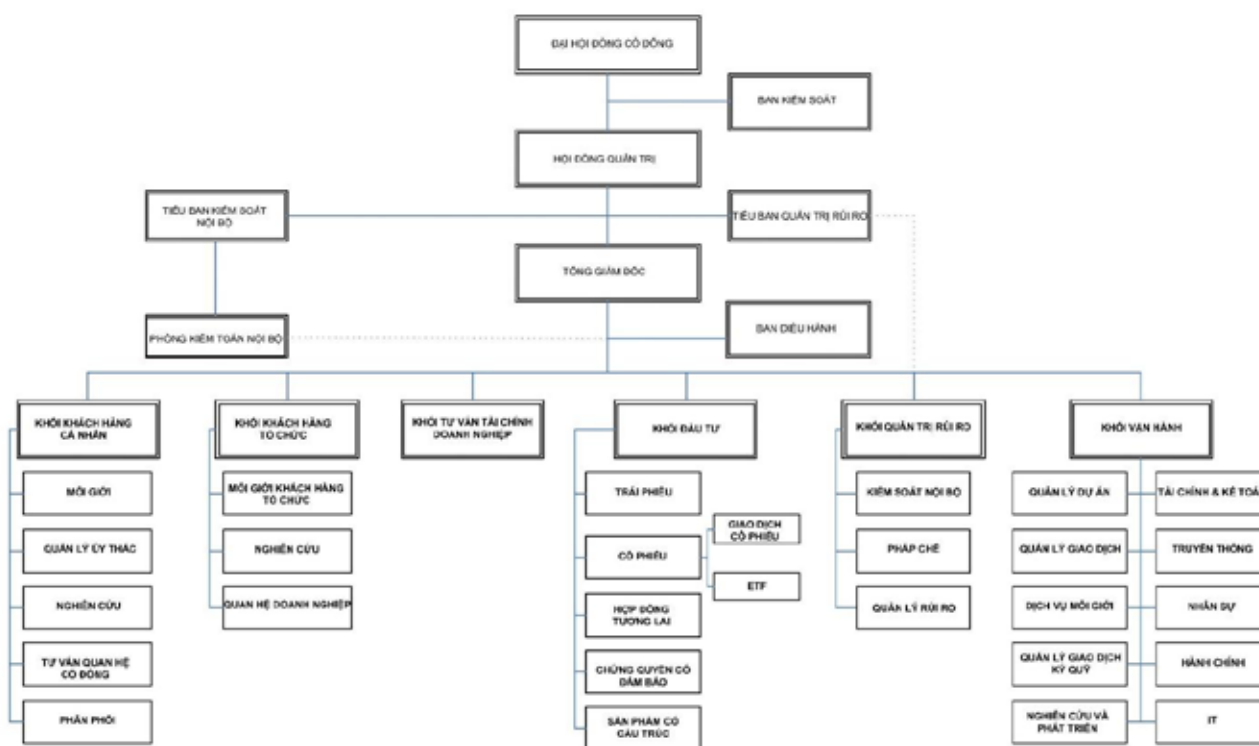 ĐẠI HỘI ĐỒNG CỔ ĐÔNG
BAN KIỂM SOÁT
HỘI ĐỒNG QUẢN TRỊ
TIỂU BAN KIỂM SOÁT
NỘI BỘ
TIỂU BAN QUẢN TRỊ RỦI RO
TỔNG GIÁM ĐỐC
PHÒNG KIỂM TOÁN NỘI BỘ
BAN ĐIỀU HÀNH
KHỐI KHÁCH HÀNG
CÁ NHÂN
KHỐI KHÁCH HÀNG
TỔ CHỨC
KHỐI TƯ VẤN TÀI CHÍNH
DOANH NGHIỆP
KHỐI ĐẦU TƯ
KHỐI QUẢN TRỊ RỦI RO
KHỐI VẬN HÀNH
MÔI GIỚI
QUẢN LÝ ỦY THÁC
NGHIÊN CỨU
TƯ VẤN QUAN HỆ
CỔ ĐÔNG
PHÂN PHỐI
MÔI GIỚI KHÁCH HÀNG
TỔ CHỨC
NGHIÊN CỨU
QUAN HỆ DOANH NGHIỆP
TRÁI PHIẾU
CỔ PHIẾU
GIAO DỊCH
CỔ PHIẾU
ETF
HỢP ĐỒNG
TƯƠNG LAI
CHỨNG QUYỀN CÓ
ĐẢM BẢO
SẢN PHẨM CÓ
CẤU TRÚC
KIỂM SOÁT NỘI BỘ
PHÁP CHẾ
QUẢN LÝ RỦI RO
QUẢN LÝ DỰ ÁN
QUẢN LÝ GIAO DỊCH
DỊCH VỤ MÔI GIỚI
QUẢN LÝ GIAO DỊCH
KÝ QUỸ
NGHIÊN CỨU VÀ
PHÁT TRIỂN
TÀI CHÍNH & KẾ TOÁN
TRUYỀN THÔNG
NHÂN SỰ
HÀNH CHÍNH
IT